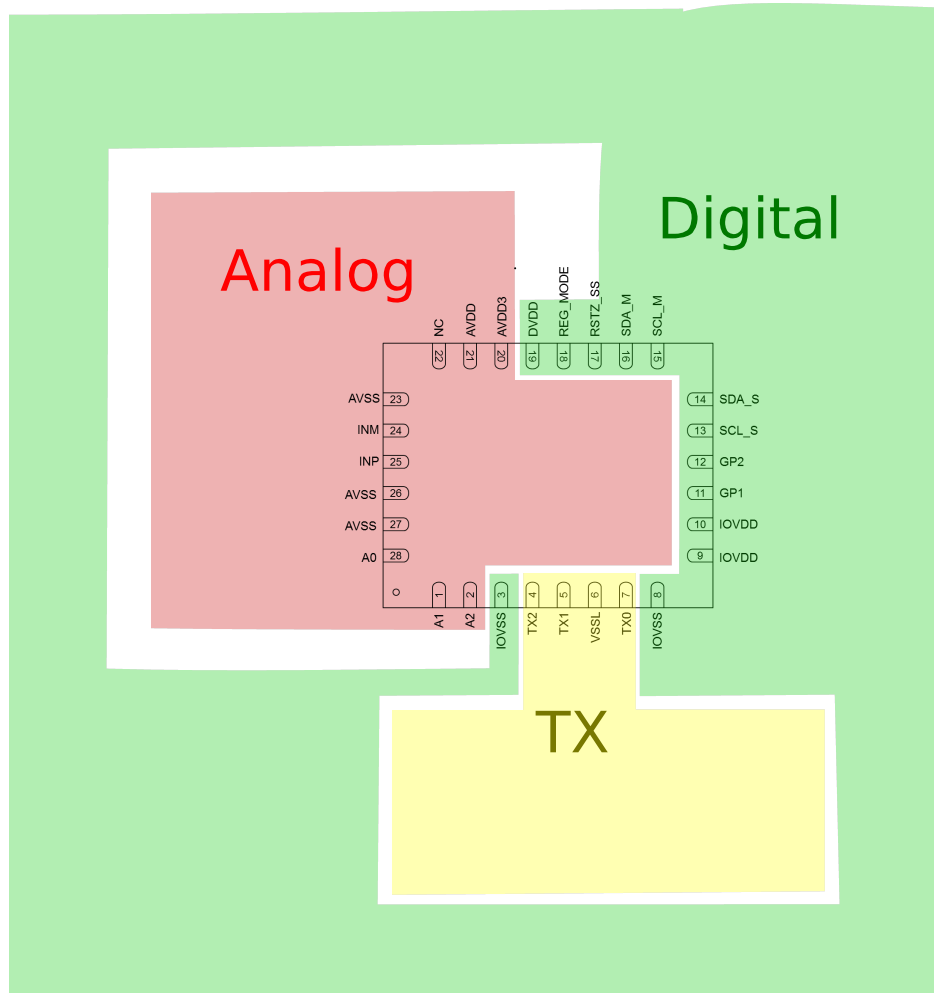 Digital
Analog
NC
AVDD
AVDD3
DVDD
REG_MODE
RSTZ_SS
SDA_M
SCL_M
22
21
20
19
18
17
16
15
AVSS 23
14 SDA_S
INM 24
13 SCL_S
INP 25
12 GP2
AVSS 26
11 GP1
AVSS 27
10 IOVDD
A0 28
9 IOVDD
1
2
3
4
5
6
7
8
A1
A2
IOVSS
TX2
TX1
VSSL
TX0
IOVSS
TX